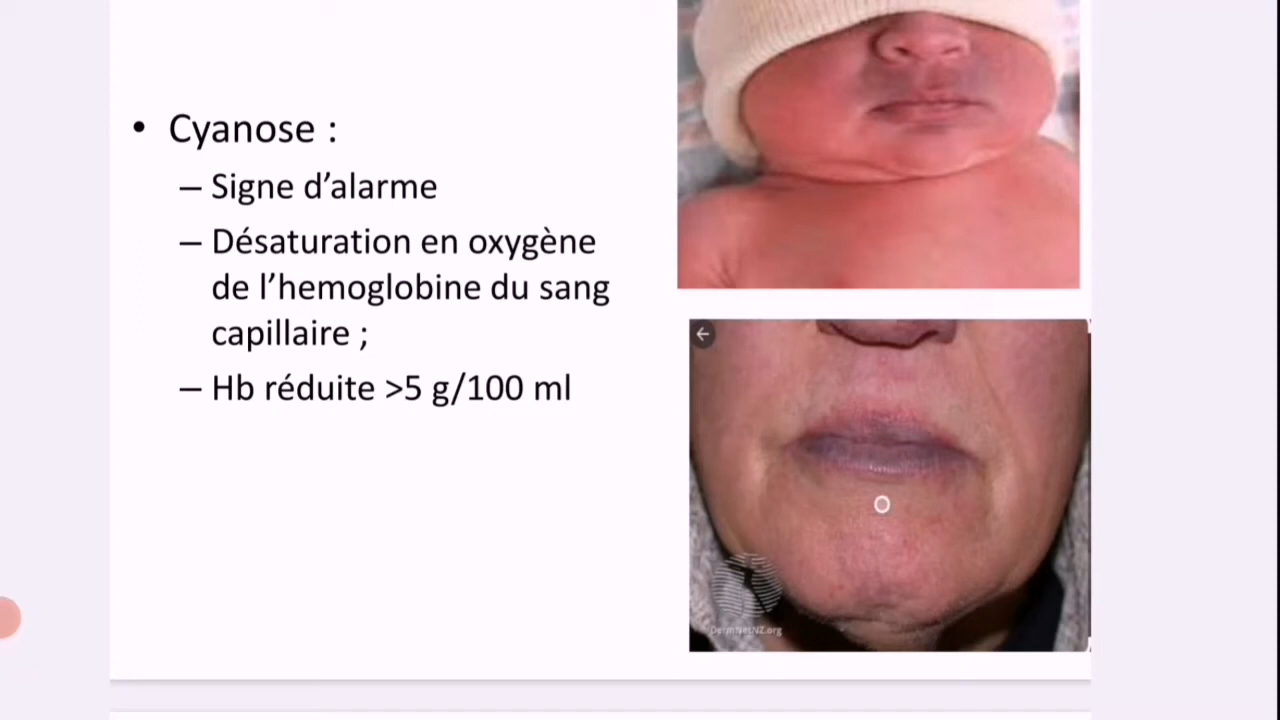 • Cyanose :
– Signe d’alarme
– Désaturation en oxygène
de l’hemoglobine du sang
capillaire ;
– Hb réduite >5 g/100 ml
DermNetNZ.org